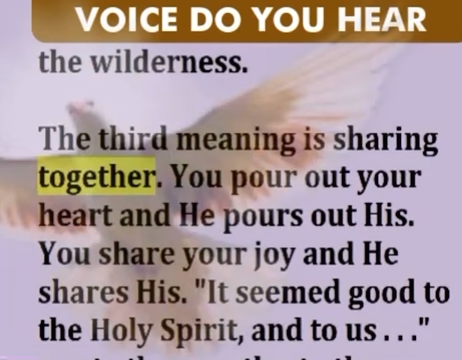 VOICE DO YOU HEAR
the wilderness.
The third meaning is sharing
together. You pour out your
heart and He pours out His.
You share your joy and He
shares His. "It seemed good to
the Holy Spirit, and to us . . ."